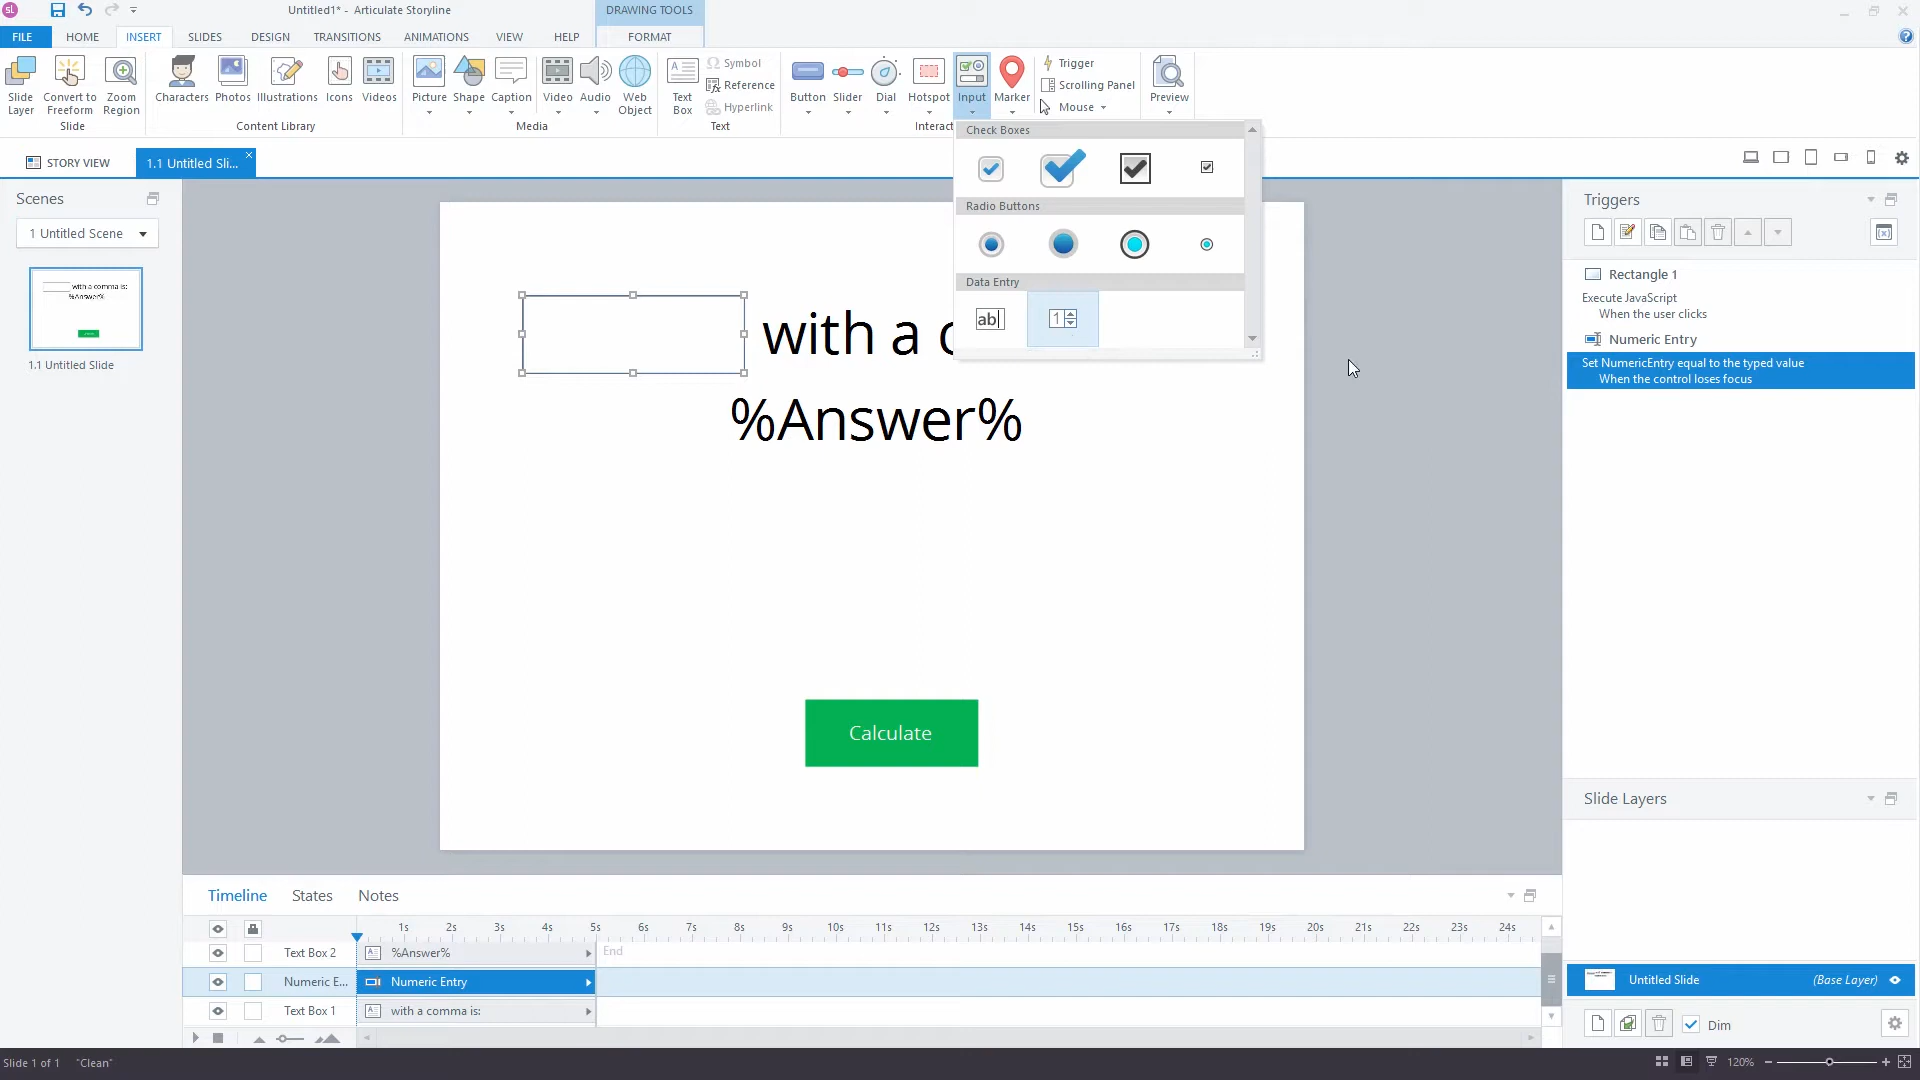 Untitled1* - Articulate Storyline
DRAWING TOOLS
FILE
HOME
INSERT
SLIDES
DESIGN
TRANSITIONS
ANIMATIONS
VIEW
HELP
FORMAT
Slide Layer
Convert to Freeform
Zoom Region
Slide
Characters
Photos
Illustrations
Icons
Videos
Content Library
Picture
Shape
Caption
Video
Audio
Web Object
Media
Text Box
Symbol
Reference
Hyperlink
Text
Button
Slider
Dial
Hotspot
Input
Marker
Trigger
Scrolling Panel
Mouse
Interact
Preview
STORY VIEW
1.1 Untitled Sli...
Check Boxes
Radio Buttons
Data Entry
ab
1
Scenes
1 Untitled Scene
with a comma is:
%Answer%
1.1 Untitled Slide
with a c
%Answer%
Calculate
Triggers
Rectangle 1
Execute JavaScript
When the user clicks
Numeric Entry
Set NumericEntry equal to the typed value
When the control loses focus
Slide Layers
Untitled Slide
(Base Layer)
Dim
Timeline
States
Notes
1s 2s 3s 4s 5s 6s 7s 8s 9s 10s 11s 12s 13s 14s 15s 16s 17s 18s 19s 20s 21s 22s 23s 24s
Text Box 2
%Answer%
End
Numeric E...
Numeric Entry
Text Box 1
with a comma is:
Slide 1 of 1
"Clean"
120%